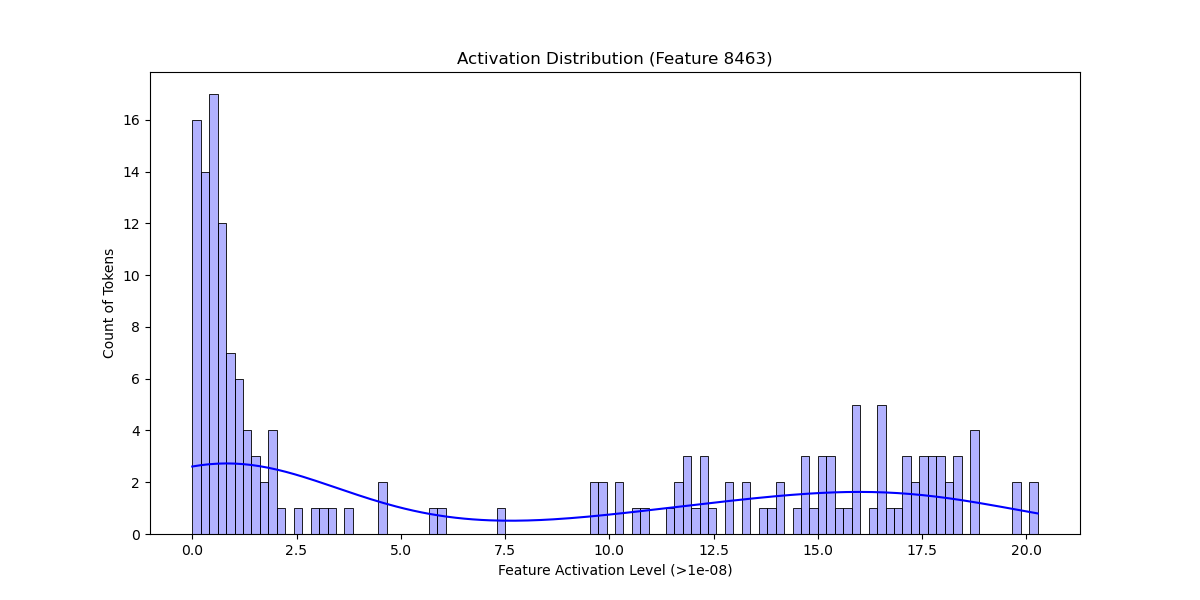 Activation Distribution (Feature 8463)
Count of Tokens
16
14
12
10
8
6
4
2
0
0.0 2.5 5.0 7.5 10.0 12.5 15.0 17.5 20.0
Feature Activation Level (>1e-08)